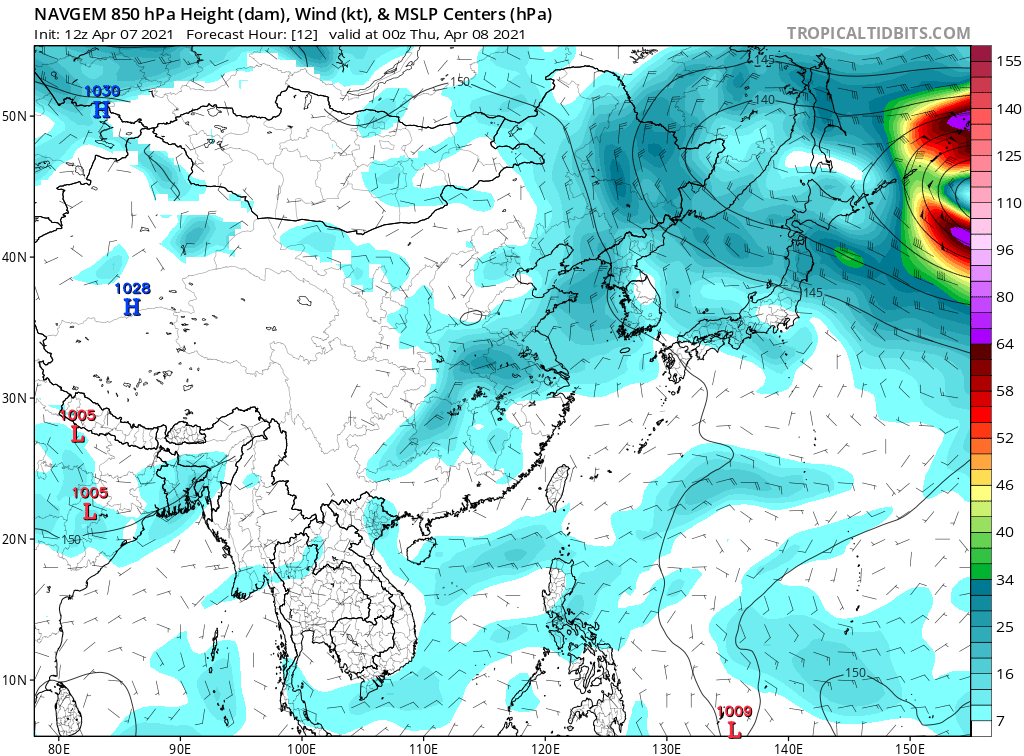 NAVGEM 850 hPa Height (dam), Wind (kt), & MSLP Centers (hPa)
Init: 12z Apr 07 2021 Forecast Hour: [12] valid at 00z Thu, Apr 08 2021
TROPICALTIDBITS.COM
155
140
125
110
96
80
64
58
52
46
40
34
25
16
7
50N
40N
30N
20N
10N
80E
90E
100E
110E
120E
130E
140E
150E
1030
H
1028
H
1005
L
1005
L
1009
L
150
145
140
145
150
150